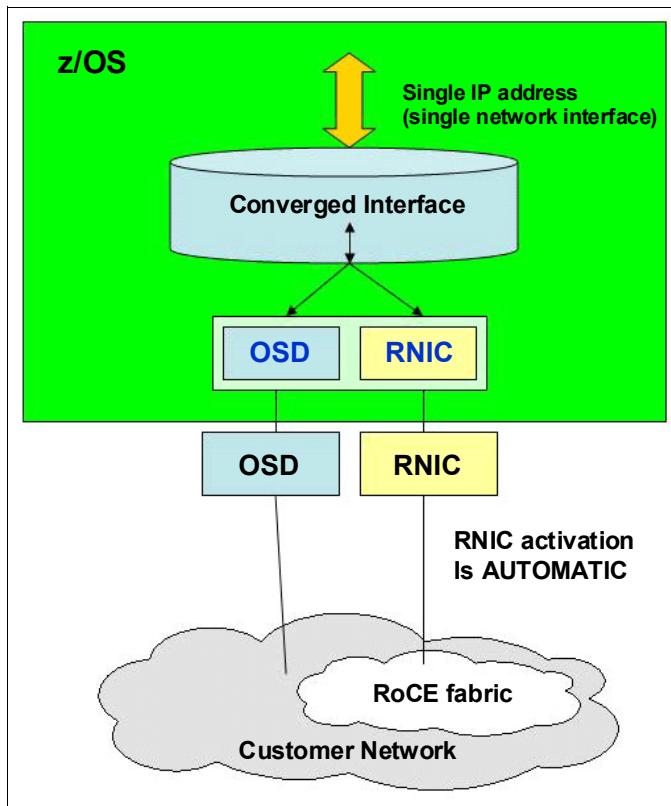 z/OS
Single IP address
(single network interface)
Converged Interface
OSD
RNIC
OSD
RNIC
RNIC activation
Is AUTOMATIC
RoCE fabric
Customer Network